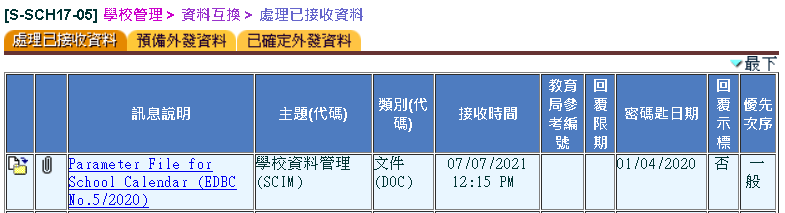 [S-SCH17-05] 學校管理 > 資料互換 > 處理已接收資料
處理已接收資料 預備外發資料 已確定外發資料
最下
訊息說明 主題(代碼) 類別(代碼) 接收時間 教育局參考編號 回覆限期 密碼匙日期 回覆示標 優先次序
Parameter File for
School Calendar (EDBC
No.5/2020)
學校資料管理
(SCIM)
文件
(DOC)
07/07/2021
12:15 PM
01/04/2020
否
一般